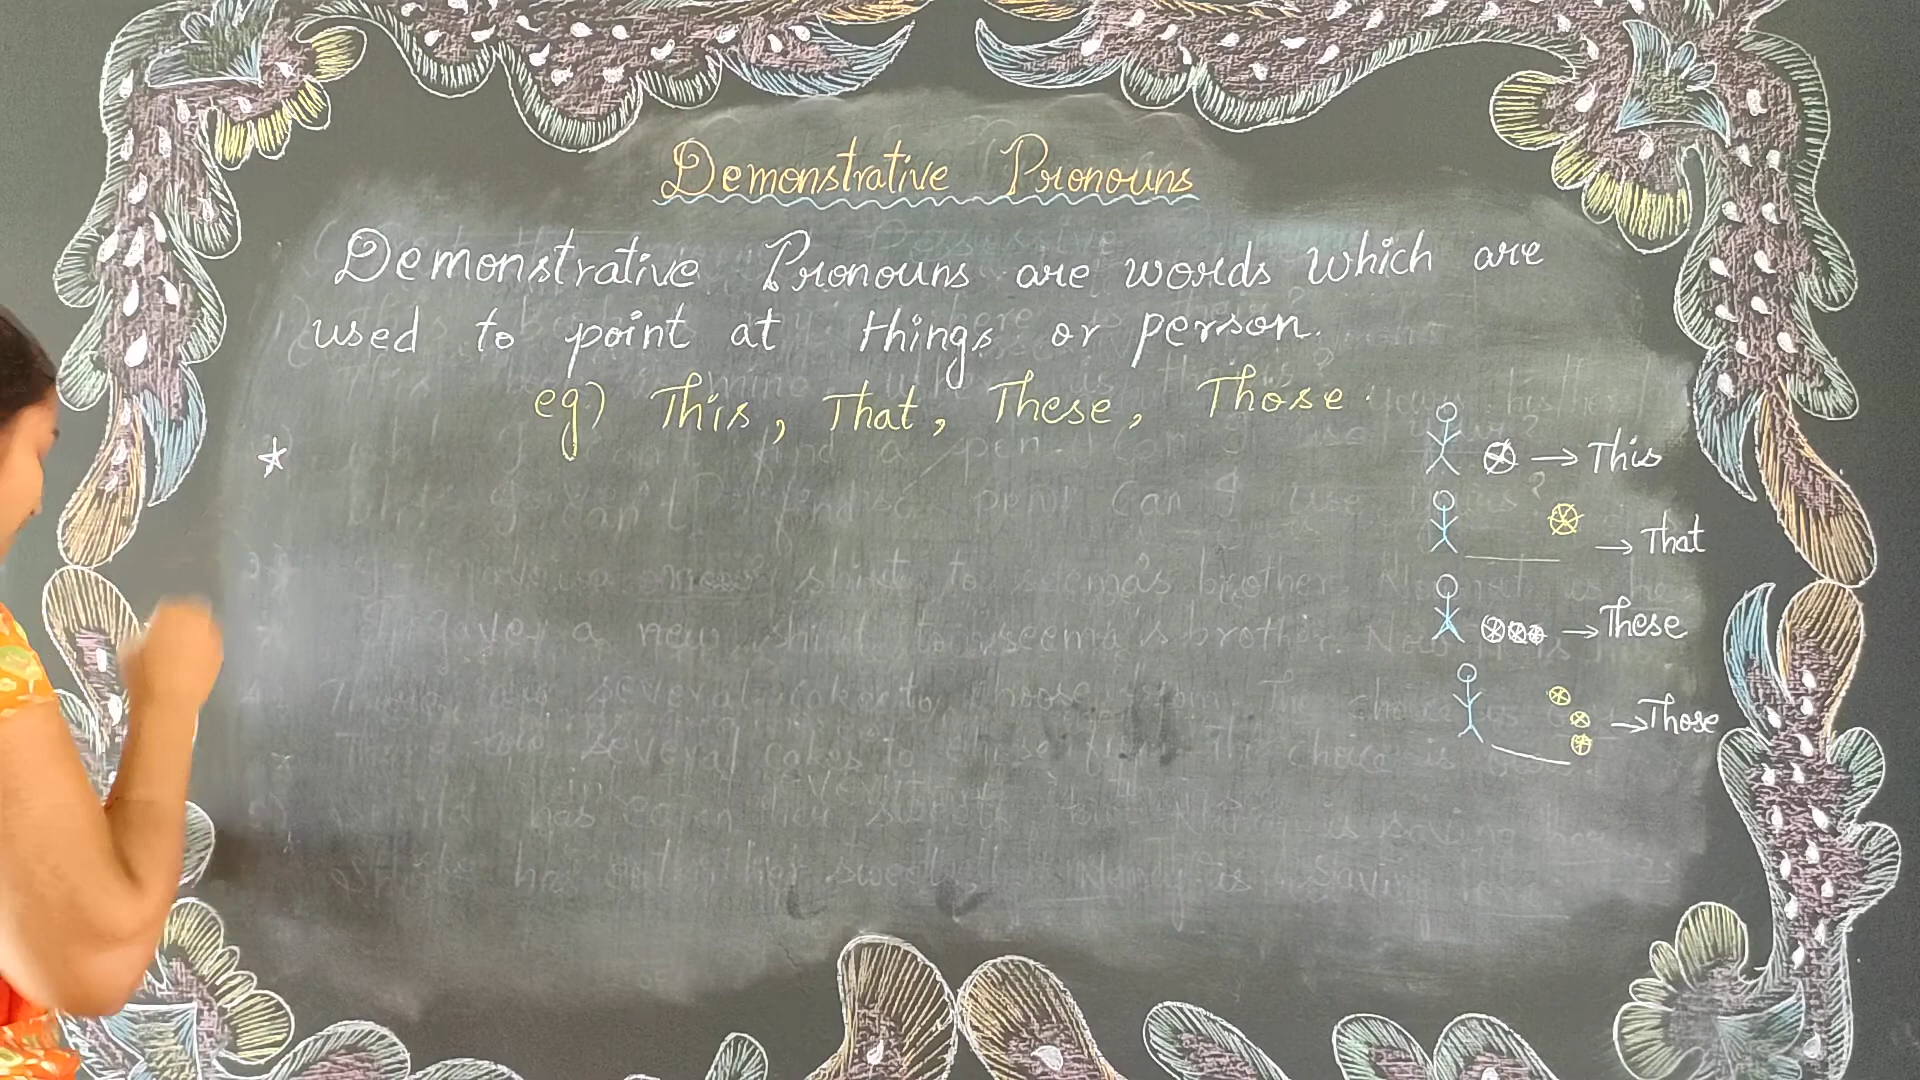 Demonstrative Pronouns
Demonstrative Pronouns are words which are
used to point at things or person.
eg) This, That, These, Those.
→ This
→ That
→ These
→ Those